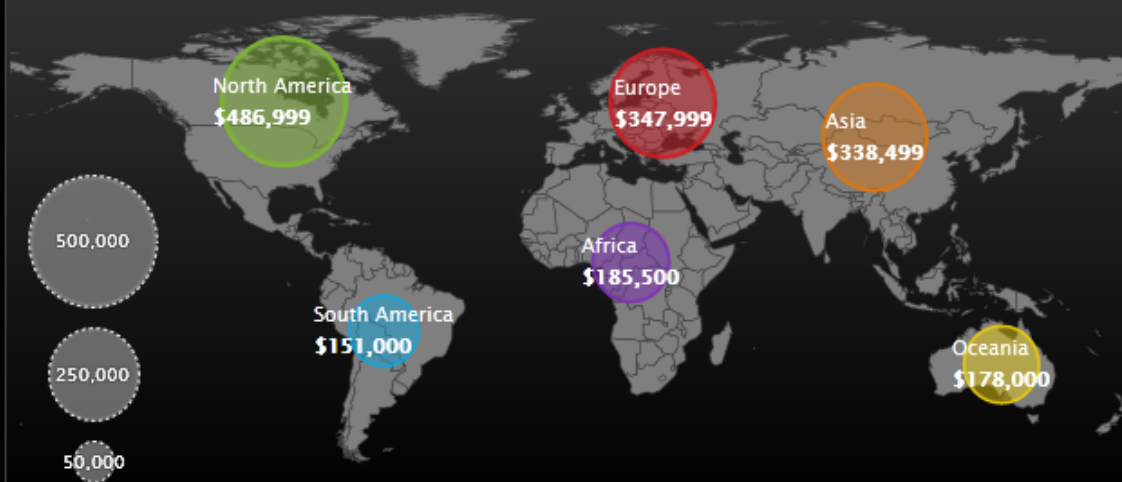 North America
$486,999
Europe
$347,999
Asia
$338,499
500,000
Africa
$185,500
South America
$151,000
Oceania
$178,000
250,000
50,000